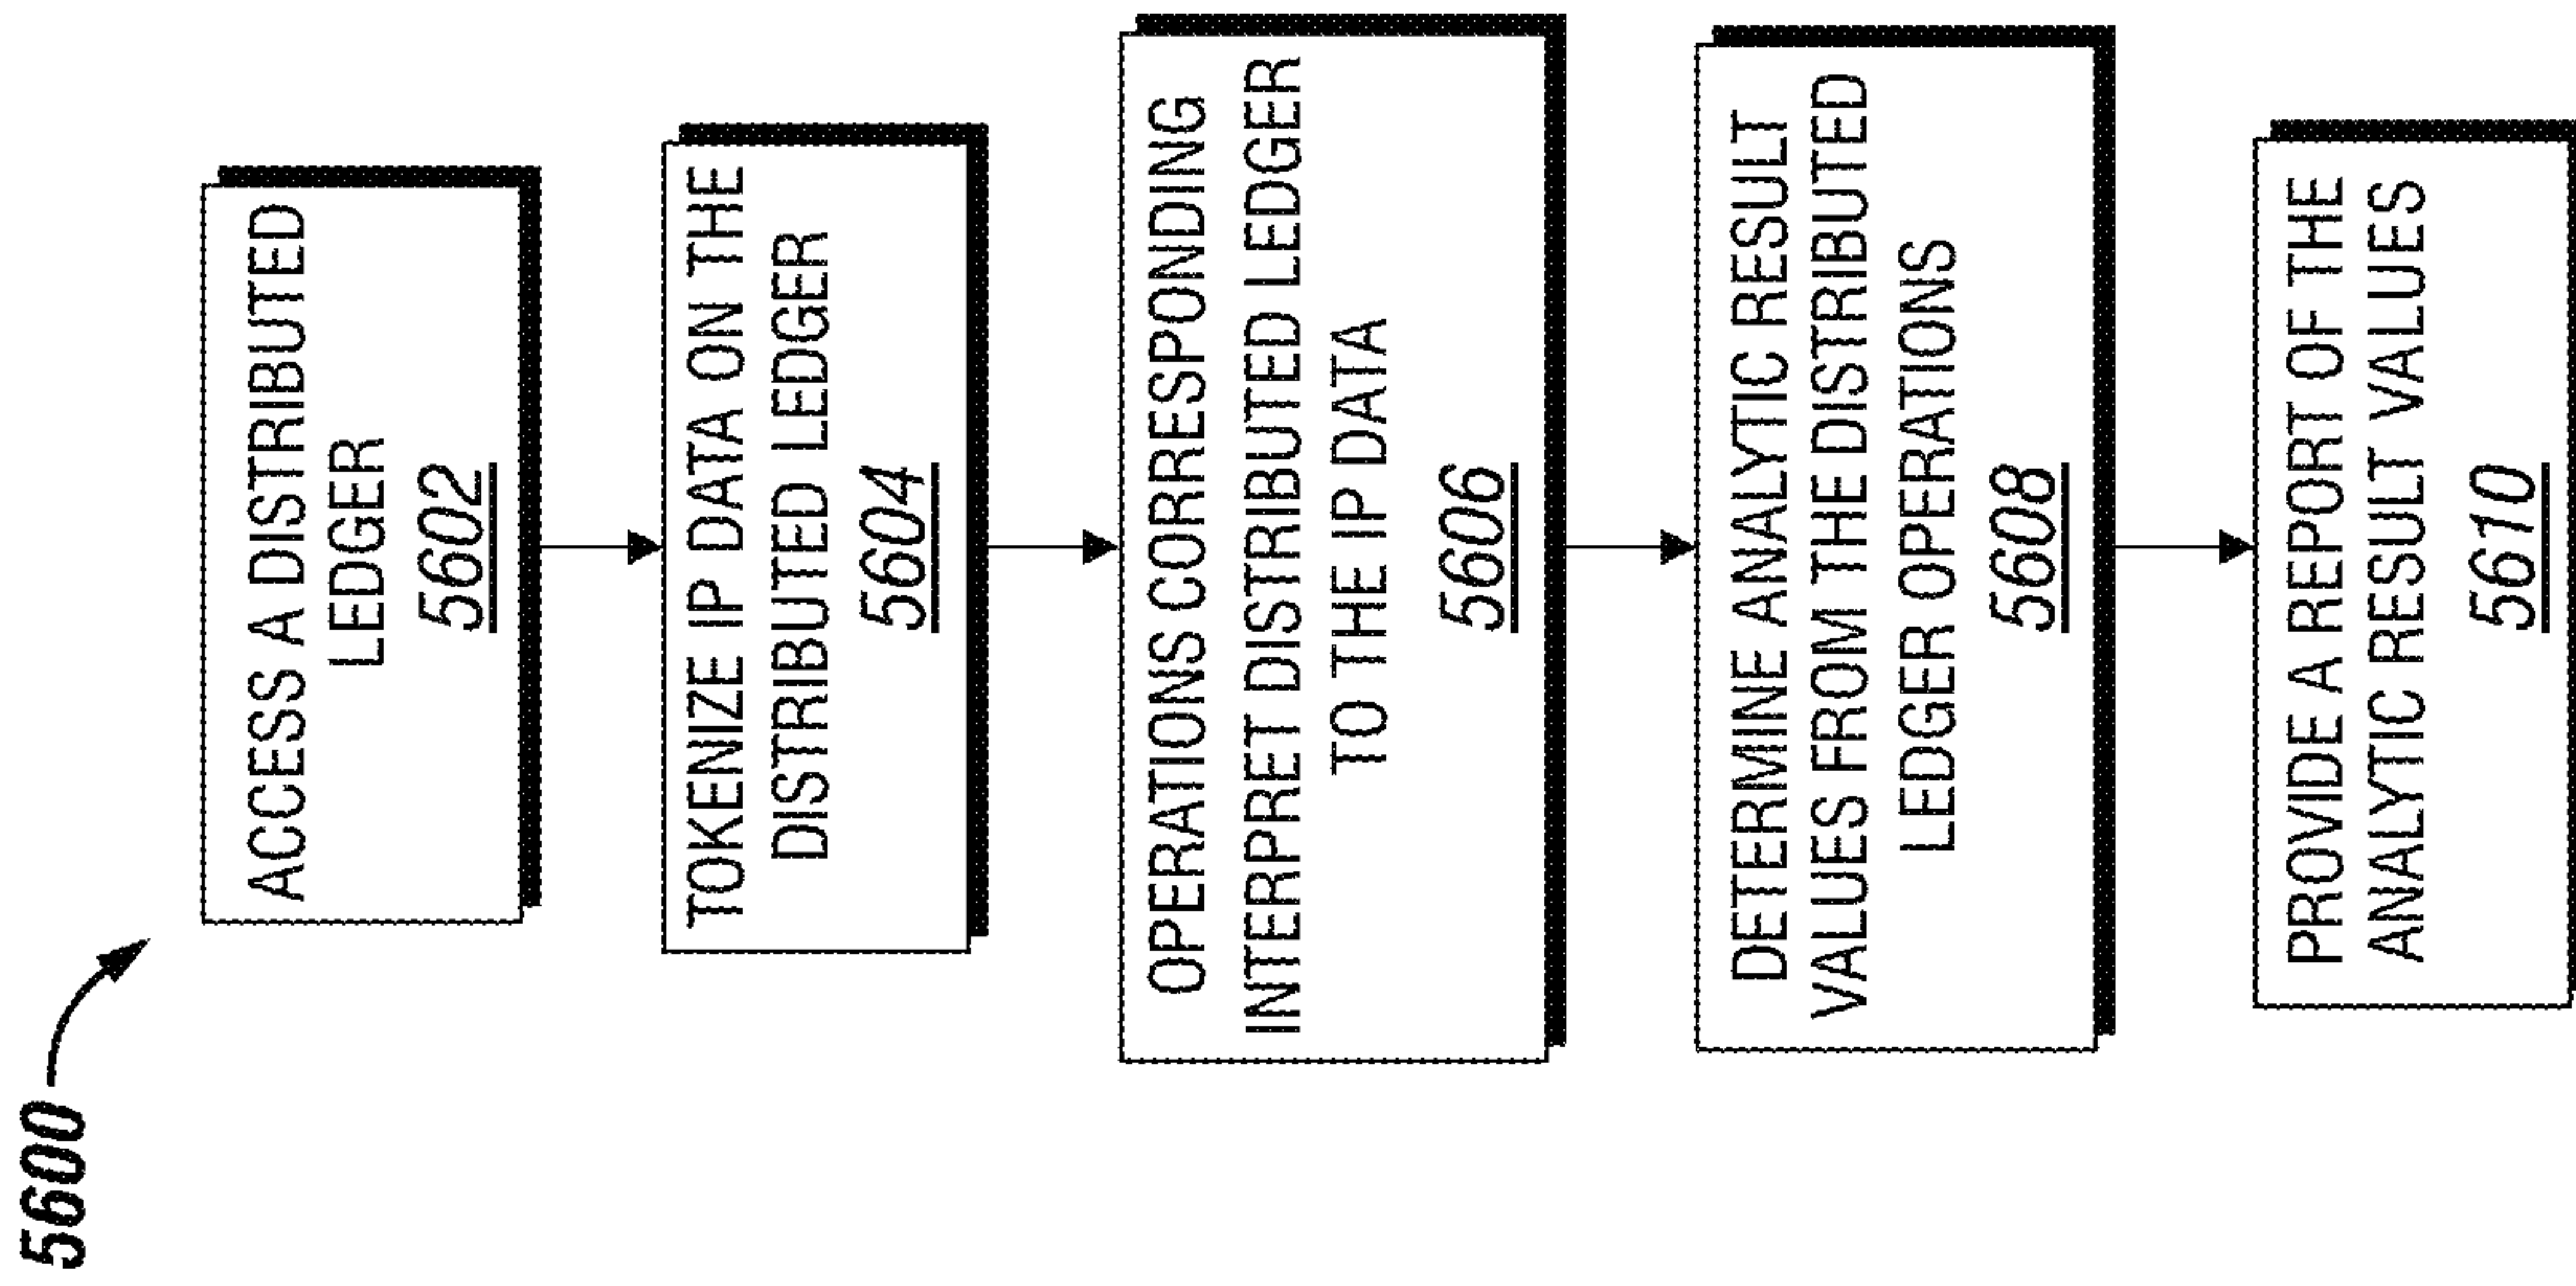 5600
ACCESS A DISTRIBUTED
LEDGER
5602
TOKENIZE IP DATA ON THE
DISTRIBUTED LEDGER
5604
OPERATIONS CORRESPONDING
INTERPRET DISTRIBUTED LEDGER
TO THE IP DATA
5606
DETERMINE ANALYTIC RESULT
VALUES FROM THE DISTRIBUTED
LEDGER OPERATIONS
5608
PROVIDE A REPORT OF THE
ANALYTIC RESULT VALUES
5610